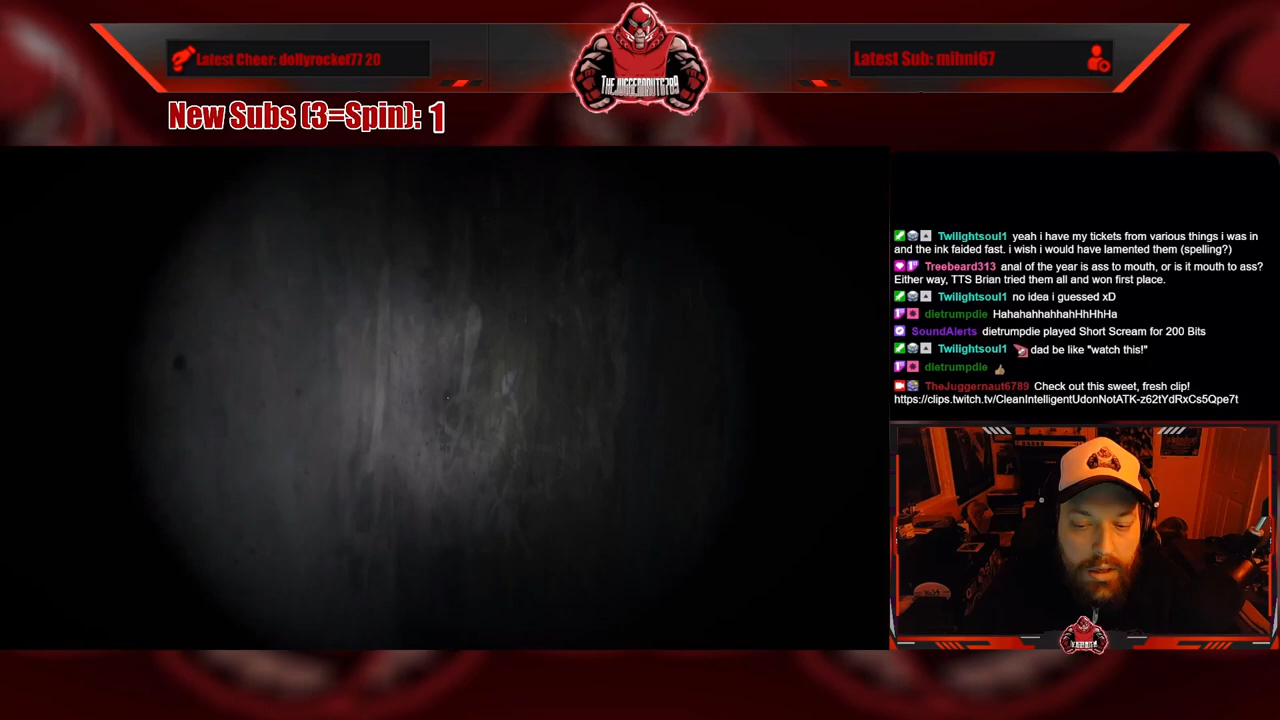 Latest Cheer: dollyrocket77 20
Latest Sub: mihni67
THEJUGGERNAUT6789
New Subs (3=Spin): 1
Twilightsoul1 yeah i have my tickets from various things i was in
and the ink faided fast. i wish i would have lamented them (spelling?)
Treebeard313 anal of the year is ass to mouth, or is it mouth to ass?
Either way, TTS Brian tried them all and won first place.
Twilightsoul1 no idea i guessed xD
dietrumpdie HahahahhahhahHhHhHa
SoundAlerts dietrumpdie played Short Scream for 200 Bits
Twilightsoul1 dad be like "watch this!"
dietrumpdie
TheJuggernaut6789 Check out this sweet, fresh clip!
https://clips.twitch.tv/CleanIntelligentUdonNotATK-z62tYdRxCs5Qpe7t